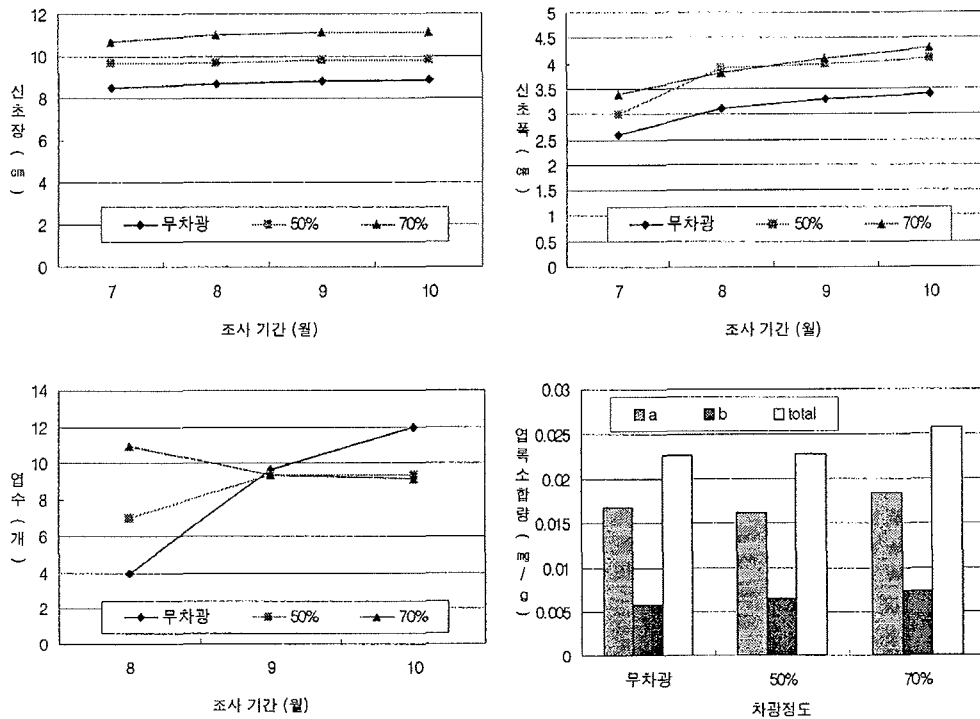 12
10
8
6
4
2
0
신초장 (cm)
무차광 50% 70%
7 8 9 10
조사 기간 (월)
4.5
4
3.5
3
2.5
2
1.5
1
0.5
0
신초폭 (cm)
무차광 50% 70%
7 8 9 10
조사 기간 (월)
14
12
10
8
6
4
2
0
엽수 (개)
무차광 50% 70%
8 9 10
조사 기간 (월)
0.03
0.025
0.02
0.015
0.01
0.005
0
엽록소함량) mg/g (
a b total
무차광 50% 70%
차광정도